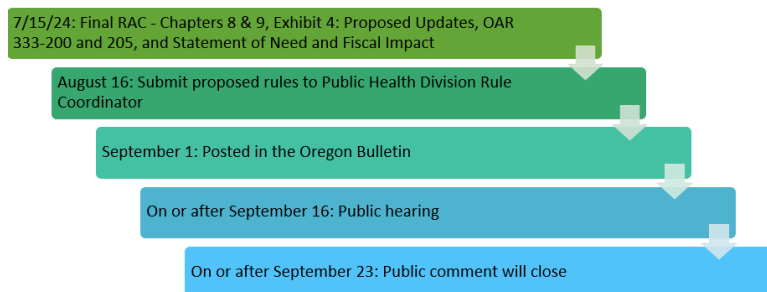 7/15/24: Final RAC - Chapters 8 & 9, Exhibit 4: Proposed Updates, OAR
333-200 and 205, and Statement of Need and Fiscal Impact
August 16: Submit proposed rules to Public Health Division Rule
Coordinator
September 1: Posted in the Oregon Bulletin
On or after September 16: Public hearing
On or after September 23: Public comment will close